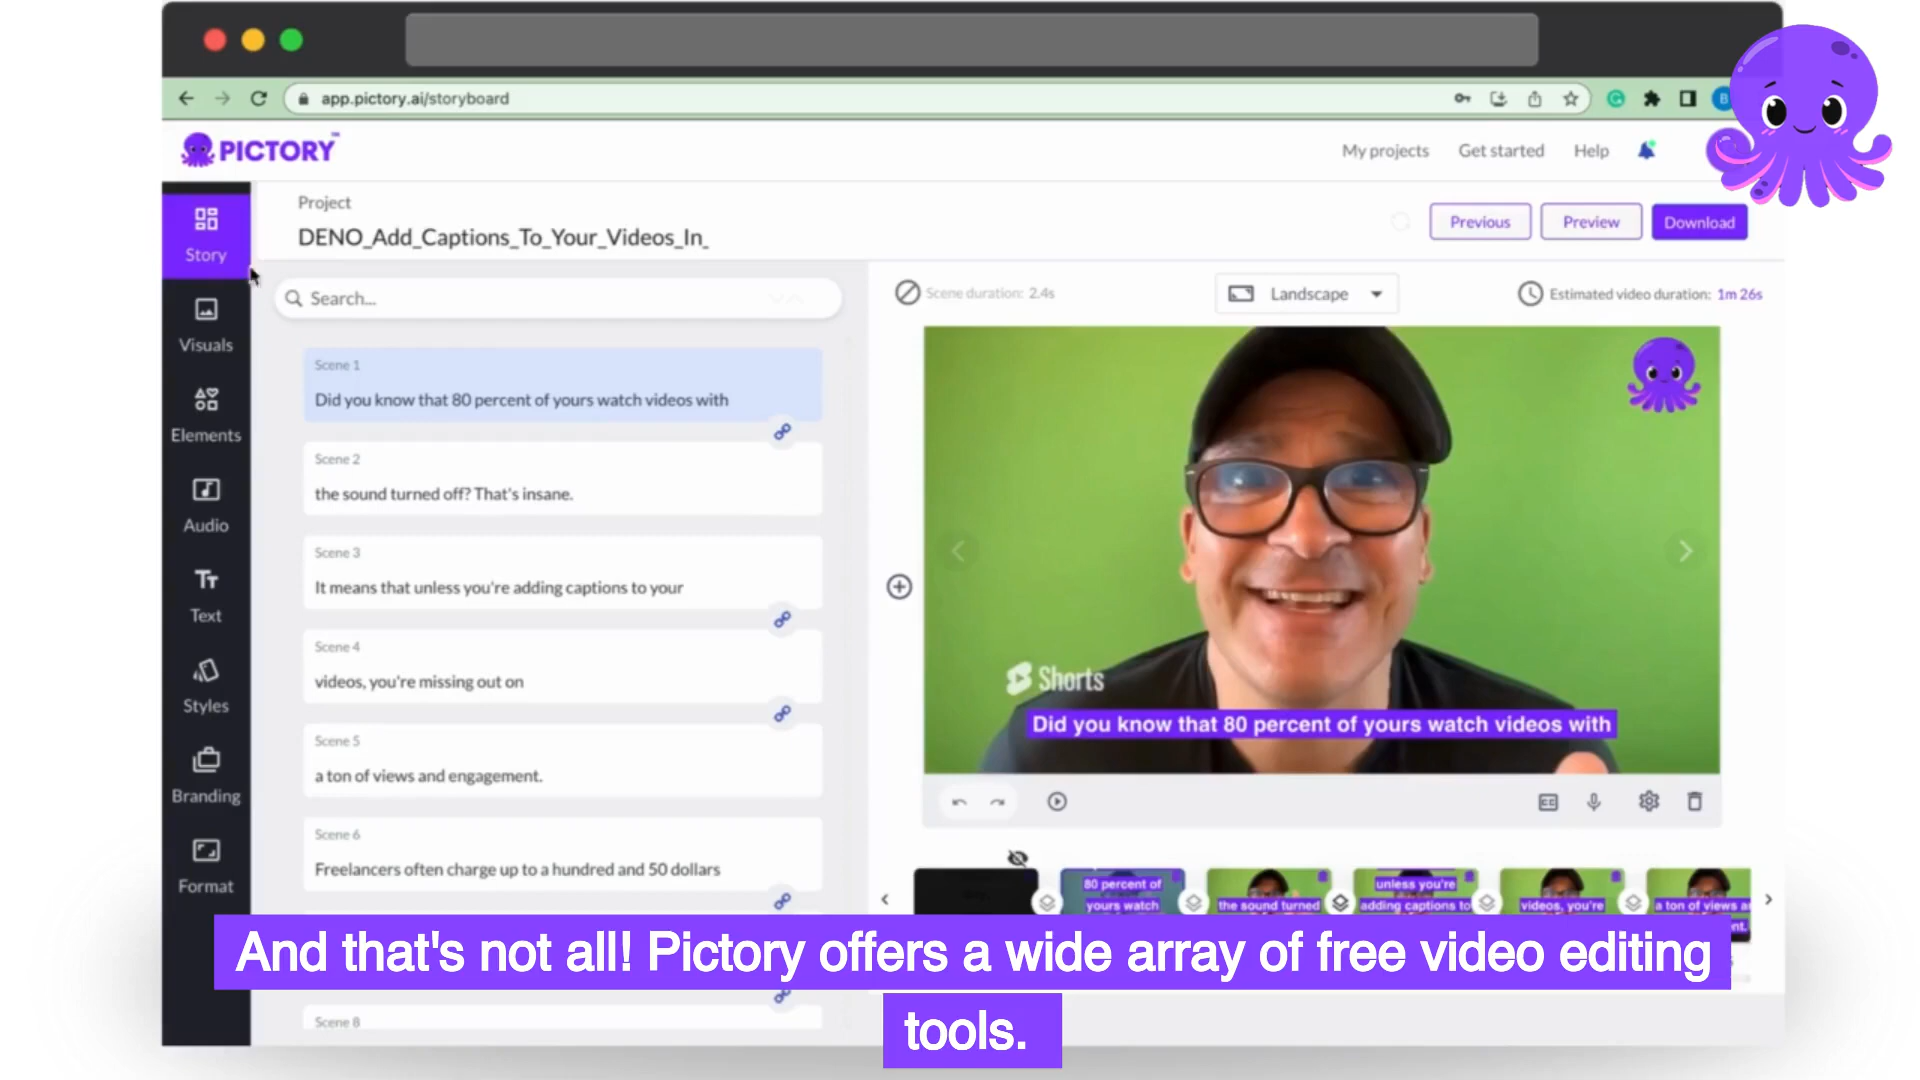 app.pictory.ai/storyboard
B
PICTORY™
My projects
Get started
Help
Project
DENO_Add_Captions_To_Your_Videos_In_
Previous
Preview
Download
Story
Visuals
Elements
Audio
Text
Styles
Branding
Format
Search...
Scene 1
Did you know that 80 percent of yours watch videos with
Scene 2
the sound turned off? That's insane.
Scene 3
It means that unless you're adding captions to your
Scene 4
videos, you're missing out on
Scene 5
a ton of views and engagement.
Scene 6
Freelancers often charge up to a hundred and 50 dollars
Scene 8
Scene duration: 2.4s
Landscape
Estimated video duration: 1m 26s
Shorts
Did you know that 80 percent of yours watch videos with
80 percent of
yours watch
the sound turned
unless you're
adding captions to
videos, you're
a ton of views
And that's not all! Pictory offers a wide array of free video editing
tools.